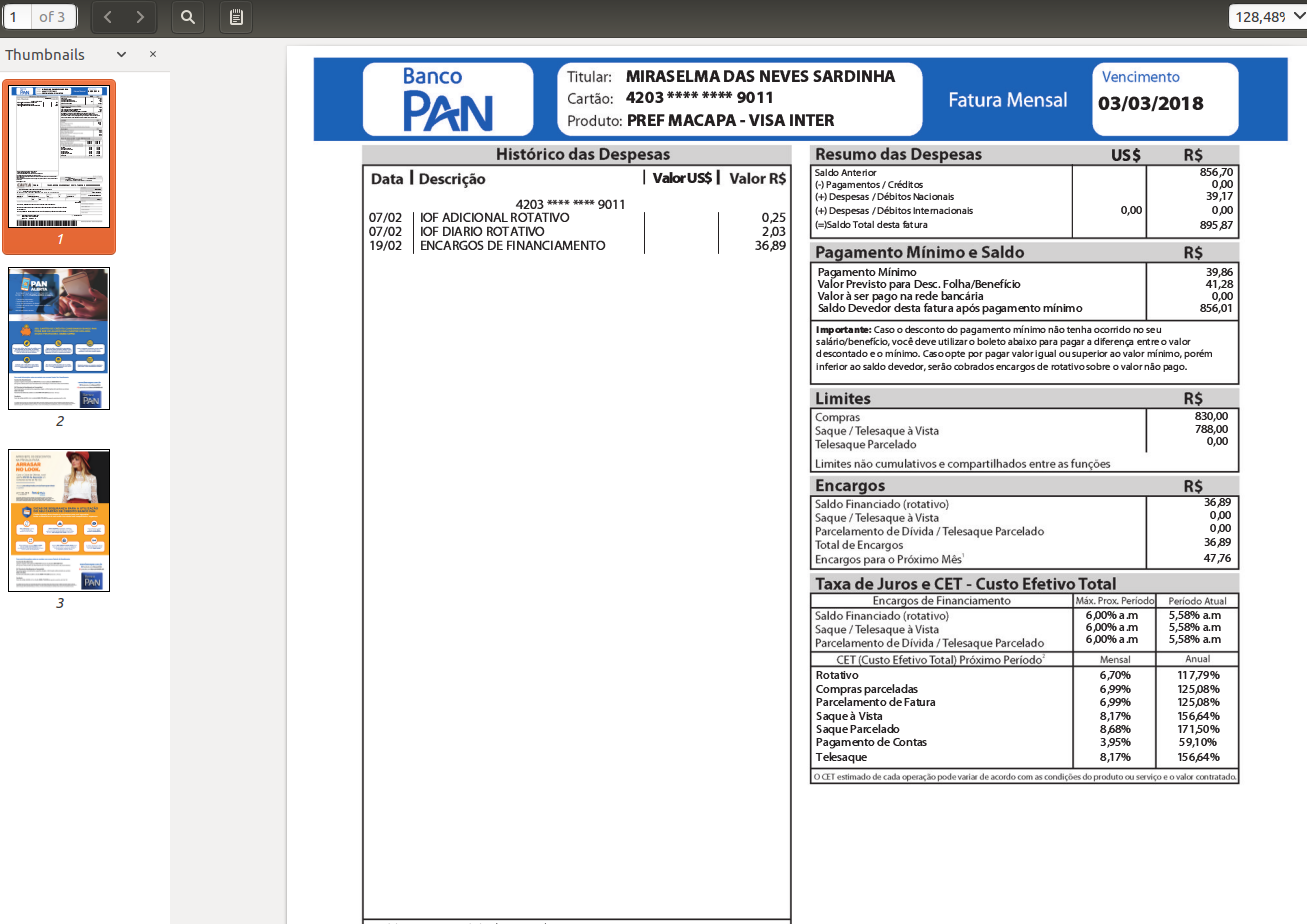 1 of 3
128,48%
Thumbnails
1
PAN
ALERTA
2
ABRASAR
NO LOOK.
3
Banco
PAN
Titular: MIRASELMA DAS NEVES SARDINHA
Cartão: 4203 **** **** 9011
Produto: PREF MACAPA - VISA INTER
Fatura Mensal
Vencimento
03/03/2018
Histórico das Despesas
Data Descrição Valor US$ Valor R$
4203 **** **** 9011
07/02 IOF ADICIONAL ROTATIVO 0,25
07/02 IOF DIARIO ROTATIVO 2,03
19/02 ENCARGOS DE FINANCIAMENTO 36,89
Resumo das Despesas US$ R$
Saldo Anterior 856,70
(-) Pagamentos / Créditos 0,00
(+) Despesas / Débitos Nacionais 39,17
(+) Despesas / Débitos Internacionais 0,00 0,00
(=)Saldo Total desta fatura 895,87
Pagamento Mínimo e Saldo R$
Pagamento Mínimo 39,86
Valor Previsto para Desc. Folha/Benefício 41,28
Valor à ser pago na rede bancária 0,00
Saldo Devedor desta fatura após pagamento mínimo 856,01
Importante: Caso o desconto do pagamento mínimo não tenha ocorrido no seu
salário/benefício, você deve utilizar o boleto abaixo para pagar a diferença entre o valor
descontado e o mínimo. Caso opte por pagar valor igual ou superior ao valor mínimo, porém
inferior ao saldo devedor, serão cobrados encargos de rotativo sobre o valor não pago.
Limites R$
Compras 830,00
Saque / Telesaque à Vista 788,00
Telesaque Parcelado 0,00
Limites não cumulativos e compartilhados entre as funções
Encargos R$
Saldo Financiado (rotativo) 36,89
Saque / Telesaque à Vista 0,00
Parcelamento de Dívida / Telesaque Parcelado 0,00
Total de Encargos 36,89
Encargos para o Próximo Mês¹ 47,76
Taxa de Juros e CET - Custo Efetivo Total
Encargos de Financiamento Máx. Prox. Período Período Atual
Saldo Financiado (rotativo) 6,00% a.m 5,58% a.m
Saque / Telesaque à Vista 6,00% a.m 5,58% a.m
Parcelamento de Dívida / Telesaque Parcelado 6,00% a.m 5,58% a.m
CET (Custo Efetivo Total) Próximo Período² Mensal Anual
Rotativo 6,70% 117,79%
Compras parceladas 6,99% 125,08%
Parcelamento de Fatura 6,99% 125,08%
Saque à Vista 8,17% 156,64%
Saque Parcelado 8,68% 171,50%
Pagamento de Contas 3,95% 59,10%
Telesaque 8,17% 156,64%
O CET estimado de cada operação pode variar de acordo com as condições do produto ou serviço e o valor contratado.